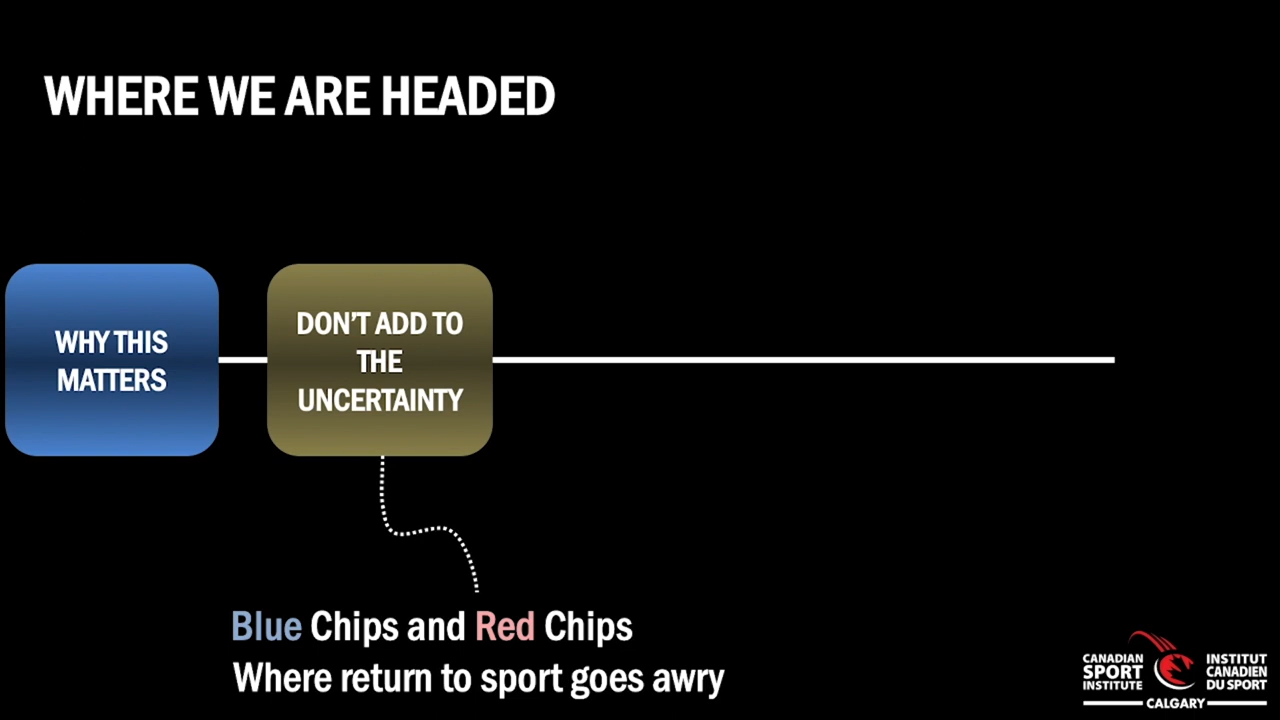 WHERE WE ARE HEADED
WHY THIS
MATTERS
DON'T ADD TO
THE
UNCERTAINTY
Blue Chips and Red Chips
Where return to sport goes awry
CANADIAN
SPORT
INSTITUTE
INSTITUT
CANADIEN
DU SPORT
CALGARY